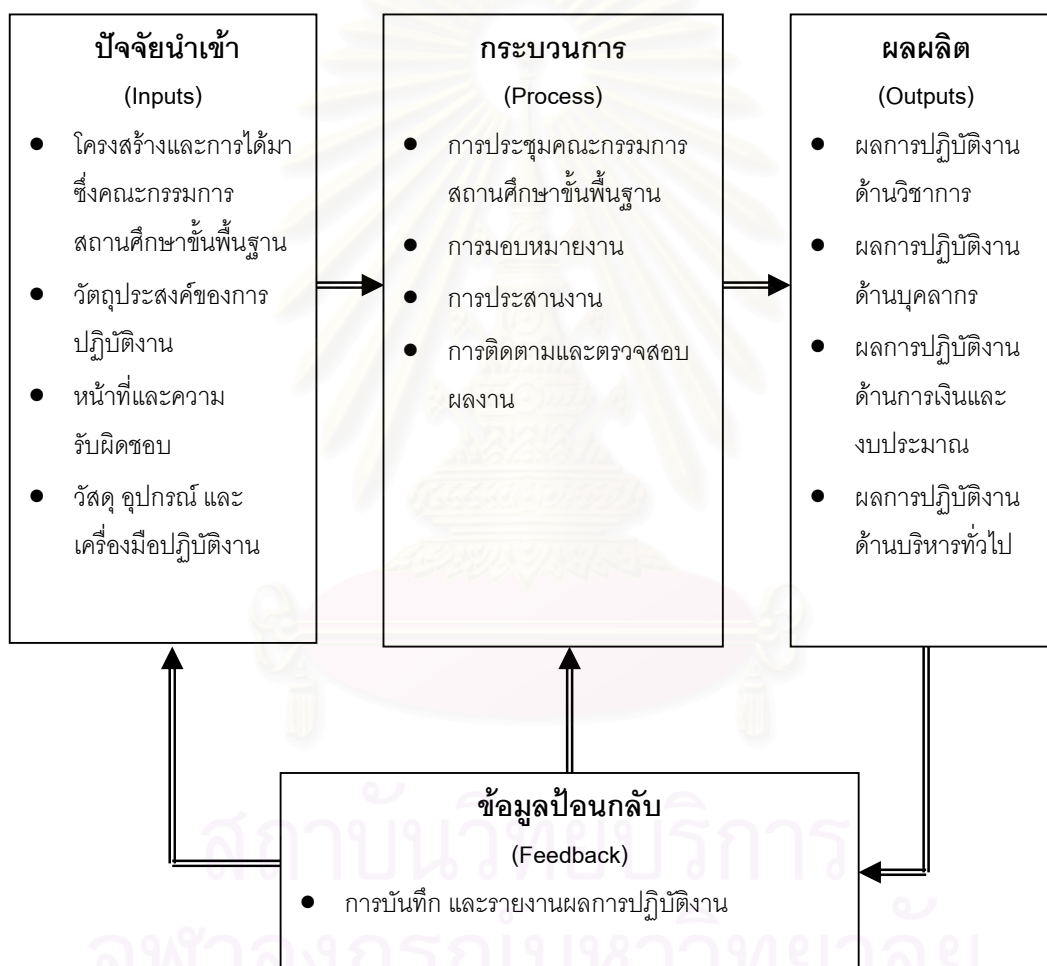 ปัจจัยนำเข้า
(Inputs)
● โครงสร้างและการได้มา
ซึ่งคณะกรรมการ
สถานศึกษาขั้นพื้นฐาน
● วัตถุประสงค์ของการ
ปฏิบัติงาน
● หน้าที่และความ
รับผิดชอบ
● วัสดุ อุปกรณ์ และ
เครื่องมือปฏิบัติงาน
กระบวนการ
(Process)
● การประชุมคณะกรรมการ
สถานศึกษาขั้นพื้นฐาน
● การมอบหมายงาน
● การประสานงาน
● การติดตามและตรวจสอบ
ผลงาน
ผลผลิต
(Outputs)
● ผลการปฏิบัติงาน
ด้านวิชาการ
● ผลการปฏิบัติงาน
ด้านบุคลากร
● ผลการปฏิบัติงาน
ด้านการเงินและ
งบประมาณ
● ผลการปฏิบัติงาน
ด้านบริหารทั่วไป
ข้อมูลป้อนกลับ
(Feedback)
● การบันทึก และรายงานผลการปฏิบัติงาน
สถาบันวิทยบริการ
จุฬาลงกรณ์มหาวิทยาลัย